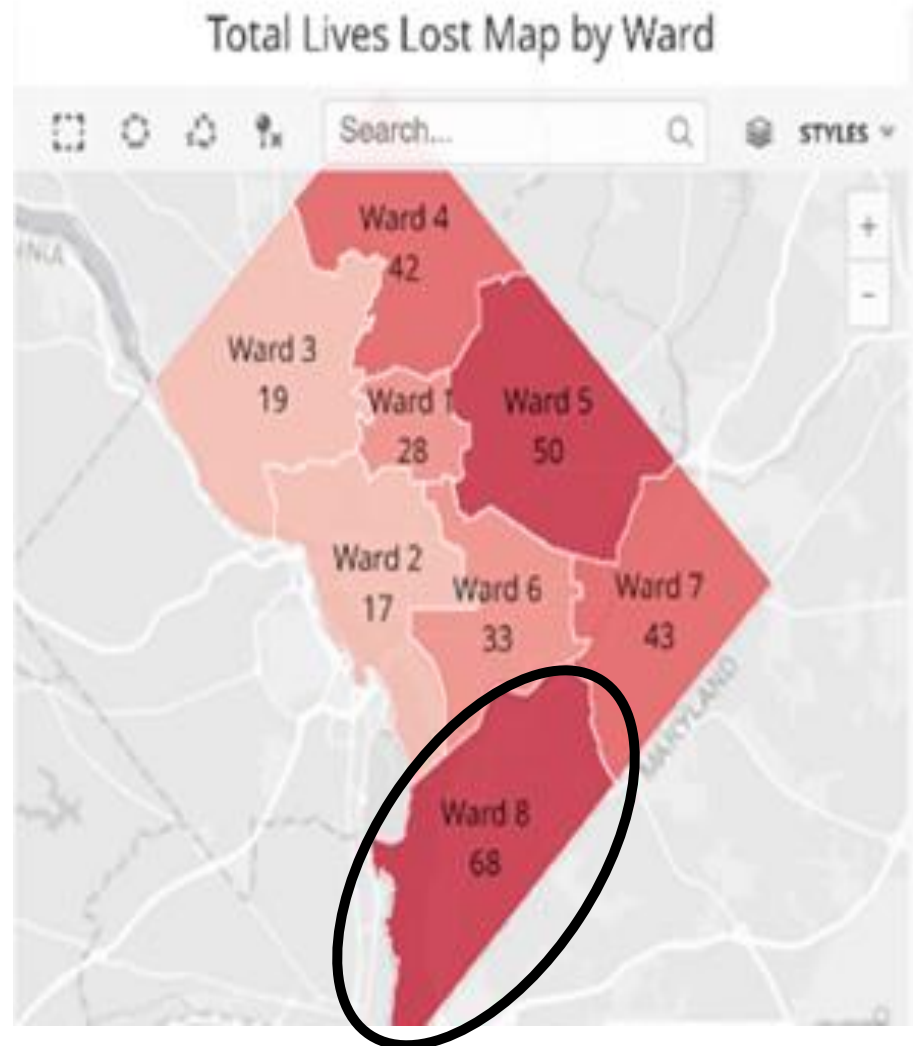 Total Lives Lost Map by Ward
Search...
STYLES
+
-
INIA
Ward 4
42
Ward 3
19
Ward 1
28
Ward 5
50
Ward 2
17
Ward 6
33
Ward 7
43
MARYLAND
Ward 8
68